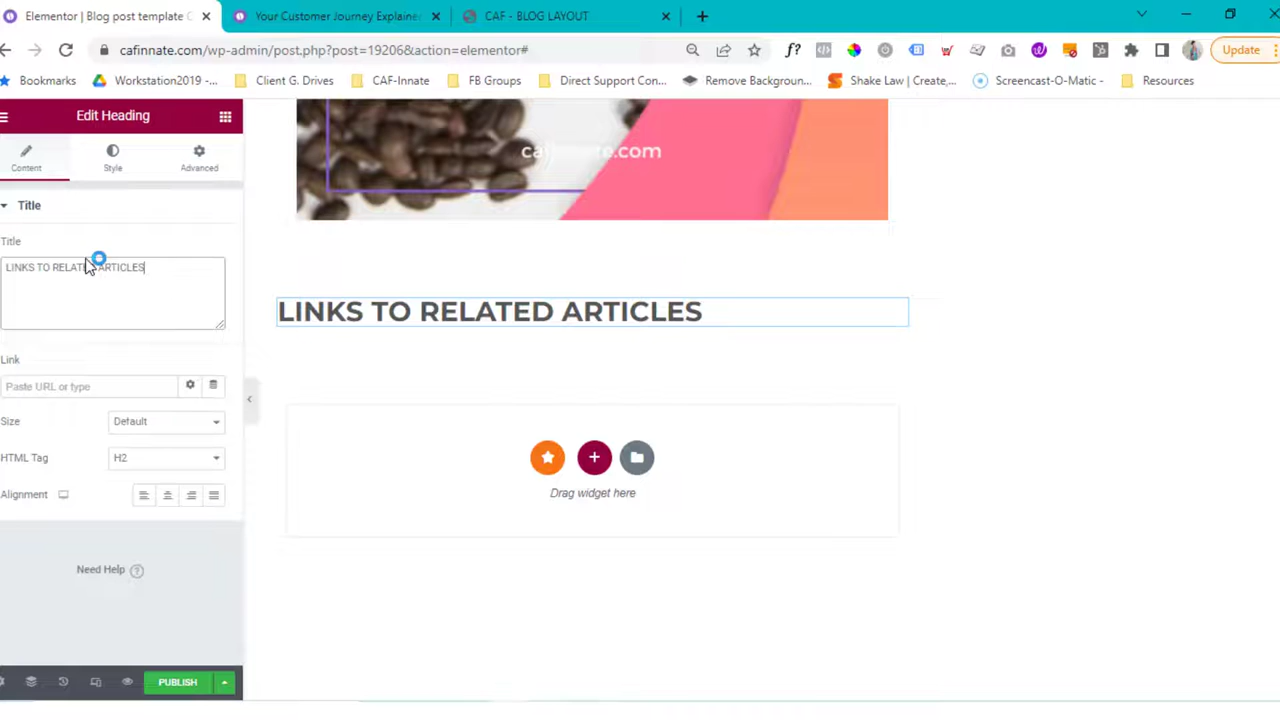 Elementor | Blog post template C
Your Customer Journey Explaine
CAF - BLOG LAYOUT
cafinnate.com/wp-admin/post.php?post=19206&action=elementor#
f?
Update
Bookmarks
Workstation2019 -...
Client G. Drives
CAF-Innate
FB Groups
Direct Support Con...
Remove Backgroun...
Shake Law | Create,...
Screencast-O-Matic -
Resources
Edit Heading
Content
Style
Advanced
Title
Title
LINKS TO RELATED ARTICLES
Link
Paste URL or type
Size
Default
HTML Tag
H2
Alignment
Need Help ?
PUBLISH
cafinnate.com
LINKS TO RELATED ARTICLES
Drag widget here